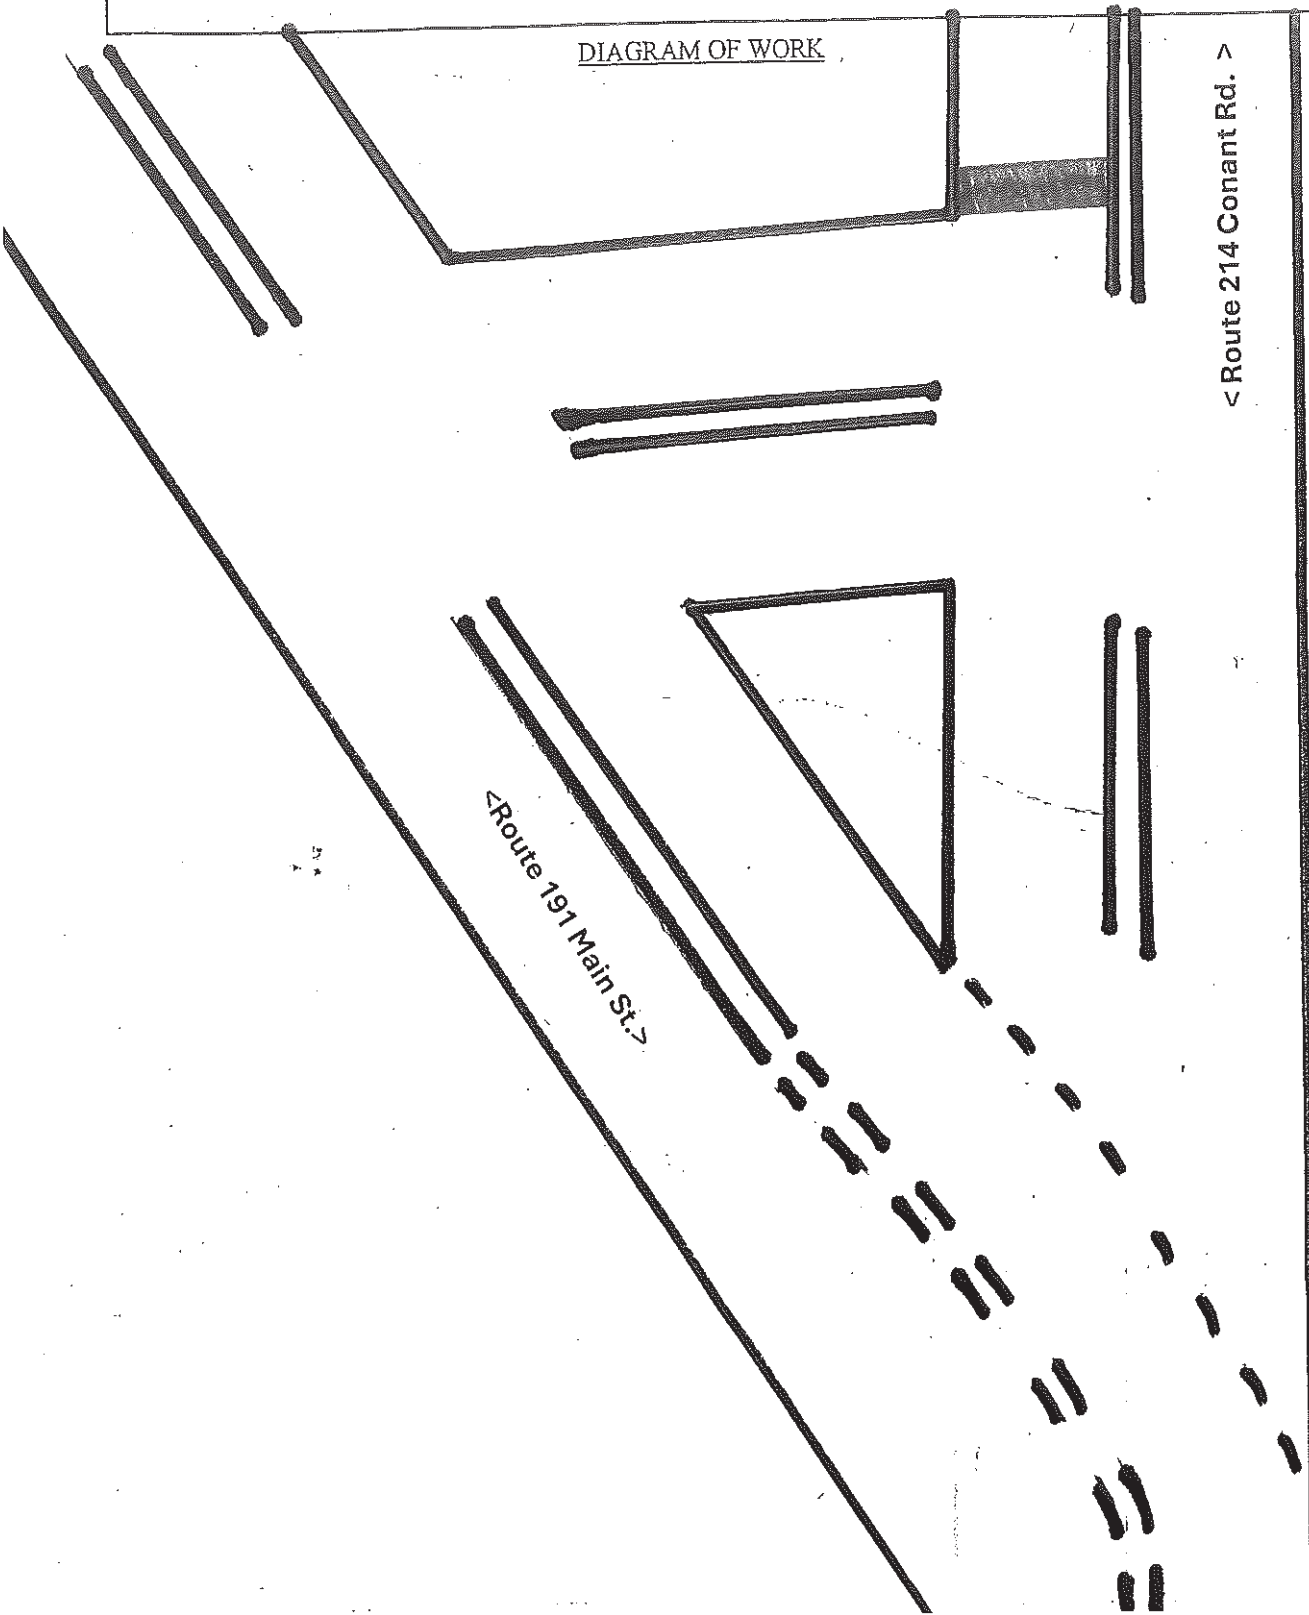 DIAGRAM OF WORK
< Route 214 Conant Rd. >
<Route 191 Main St.>